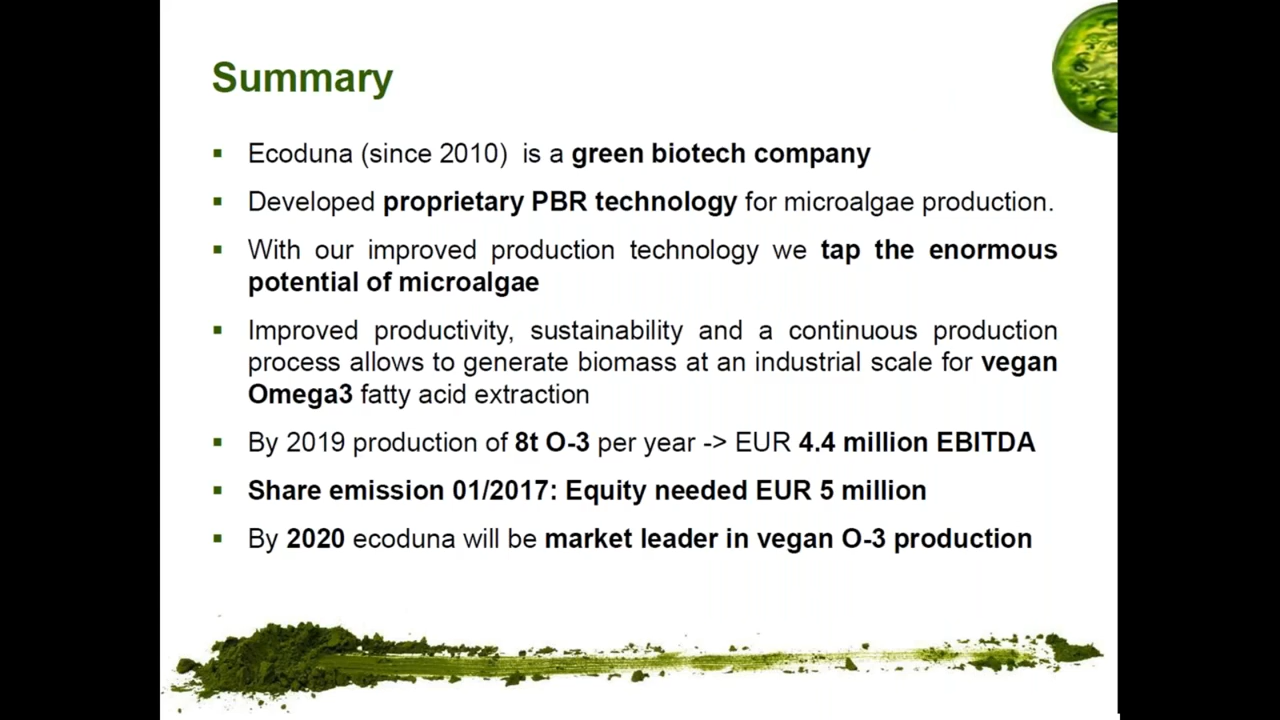 Summary
Ecoduna (since 2010)  is a green biotech company
Developed proprietary PBR technology for microalgae production.
With our improved production technology we tap the enormous
potential of microalgae
Improved productivity, sustainability and a continuous production
process allows to generate biomass at an industrial scale for vegan
Omega3 fatty acid extraction
By 2019 production of 8t O-3 per year -> EUR 4.4 million EBITDA
Share emission 01/2017: Equity needed EUR 5 million
By 2020 ecoduna will be market leader in vegan O-3 production